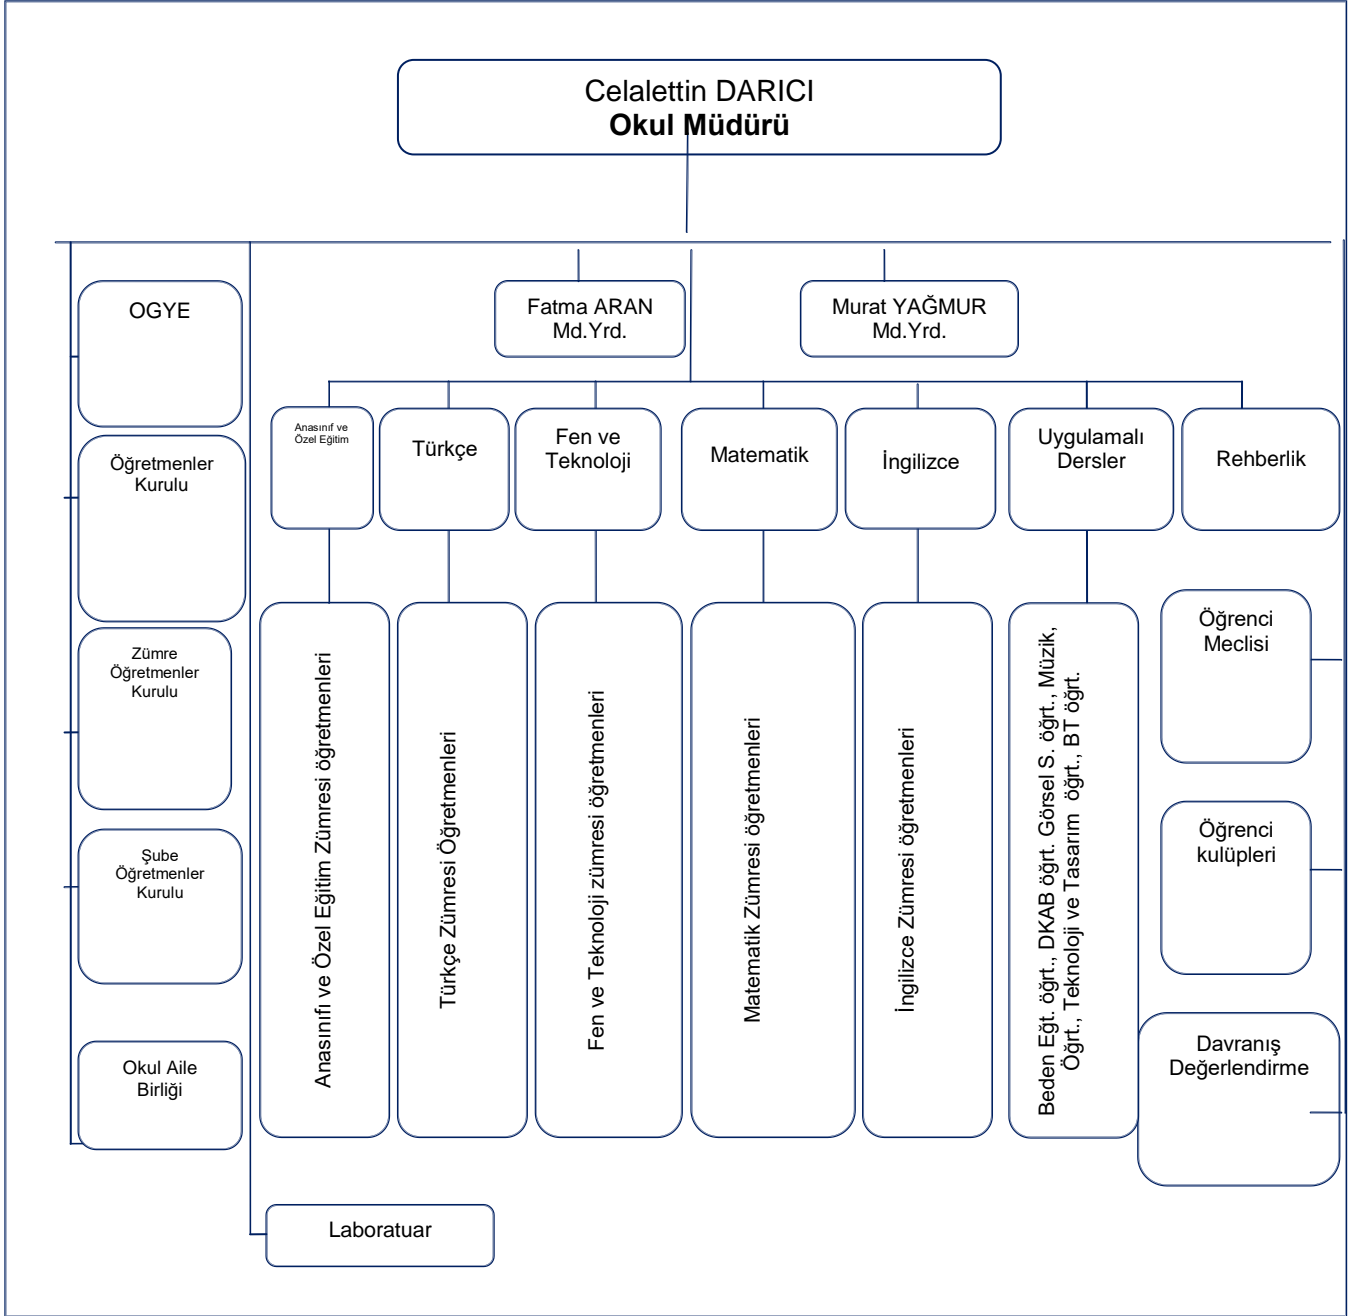 Celalettin DARICI
Okul Müdürü
OGYE
Fatma ARAN
Md.Yrd.
Murat YAĞMUR
Md.Yrd.
Anasınıf ve
Özel Eğitim
Türkçe
Fen ve
Teknoloji
Matematik
İngilizce
Uygulamalı
Dersler
Rehberlik
Öğretmenler
Kurulu
Zümre
Öğretmenler
Kurulu
Şube
Öğretmenler
Kurulu
Okul Aile
Birliği
Anasınıfı ve Özel Eğitim Zümresi öğretmenleri
Türkçe Zümresi Öğretmenleri
Fen ve Teknoloji zümresi öğretmenleri
Matematik Zümresi öğretmenleri
İngilizce Zümresi öğretmenleri
Beden Eğt. öğrt., DKAB öğrt. Görsel S. öğrt., Müzik,
Öğrt., Teknoloji ve Tasarım öğrt., BT öğrt.
Öğrenci
Meclisi
Öğrenci
kulüpleri
Davranış
Değerlendirme
Laboratuar